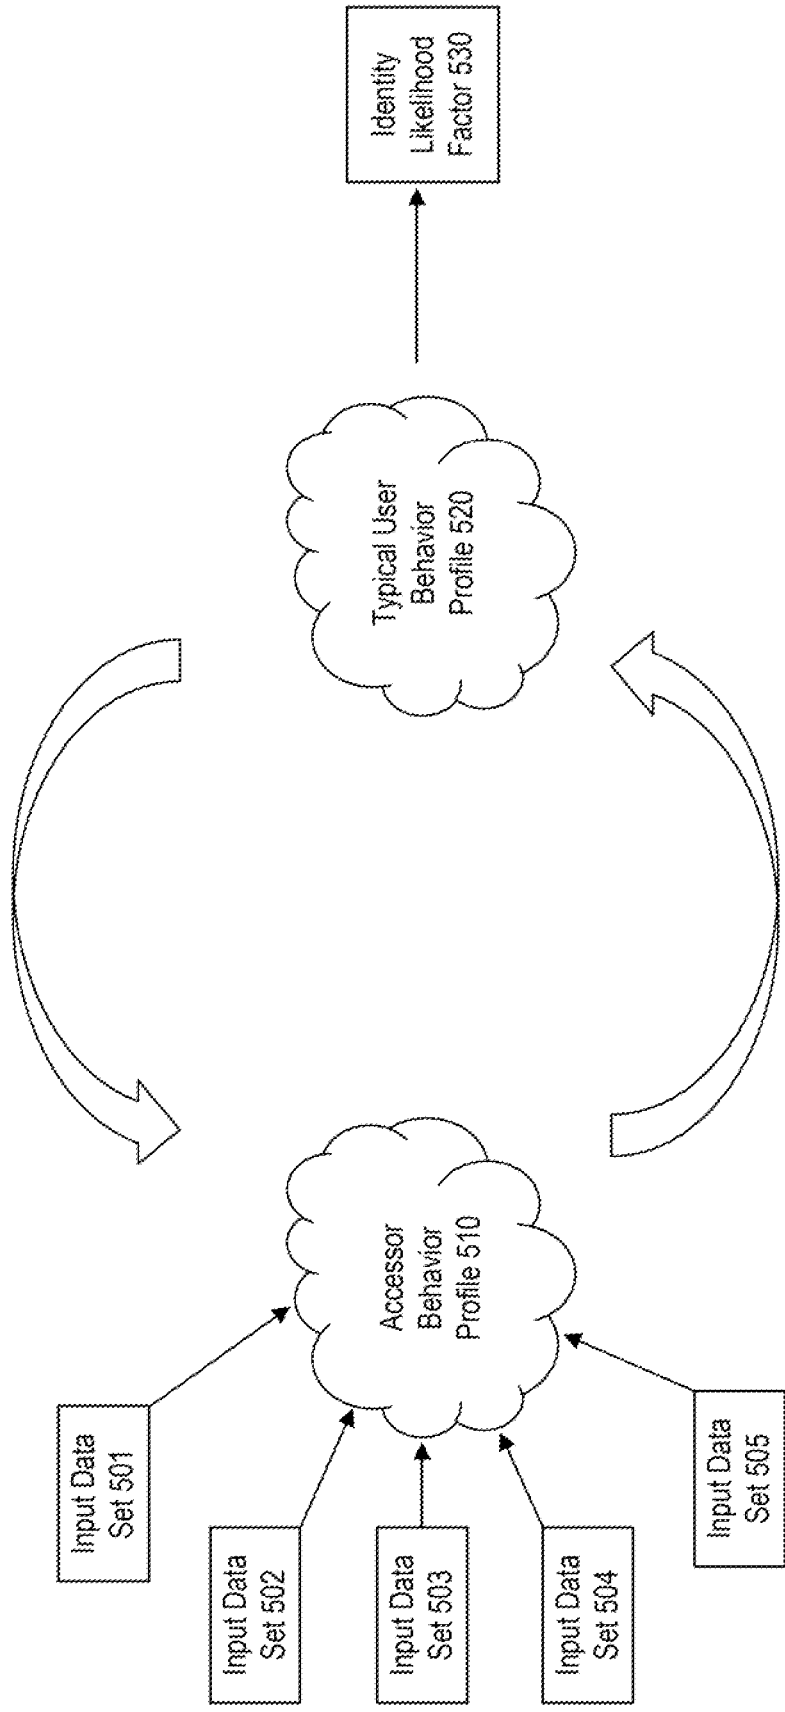 Input Data
Set 501
Input Data
Set 502
Input Data
Set 503
Input Data
Set 504
Input Data
Set 505
Accessor
Behavior
Profile 510
Typical User
Behavior
Profile 520
Identity
Likelihood
Factor 530